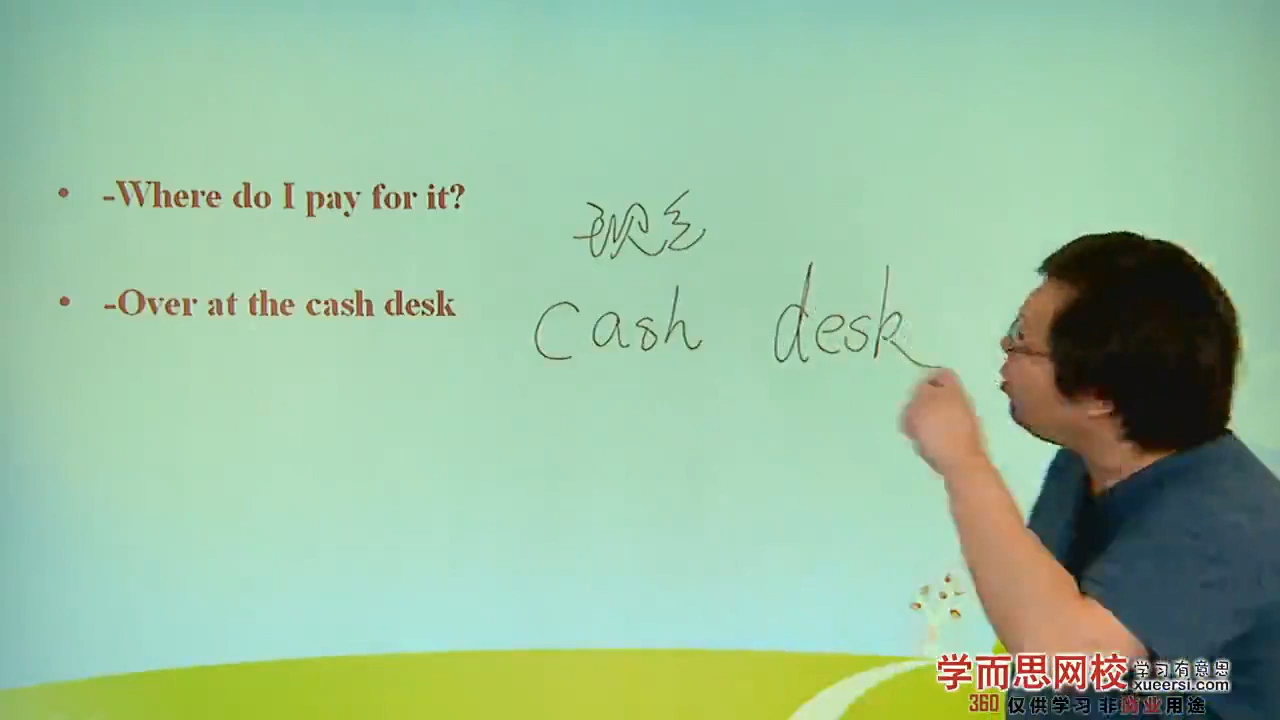 • -Where do I pay for it?
• -Over at the cash desk
现金
cash desk
学而思网校 学习有意思
xueersi.com
360 仅供学习 非商业用途